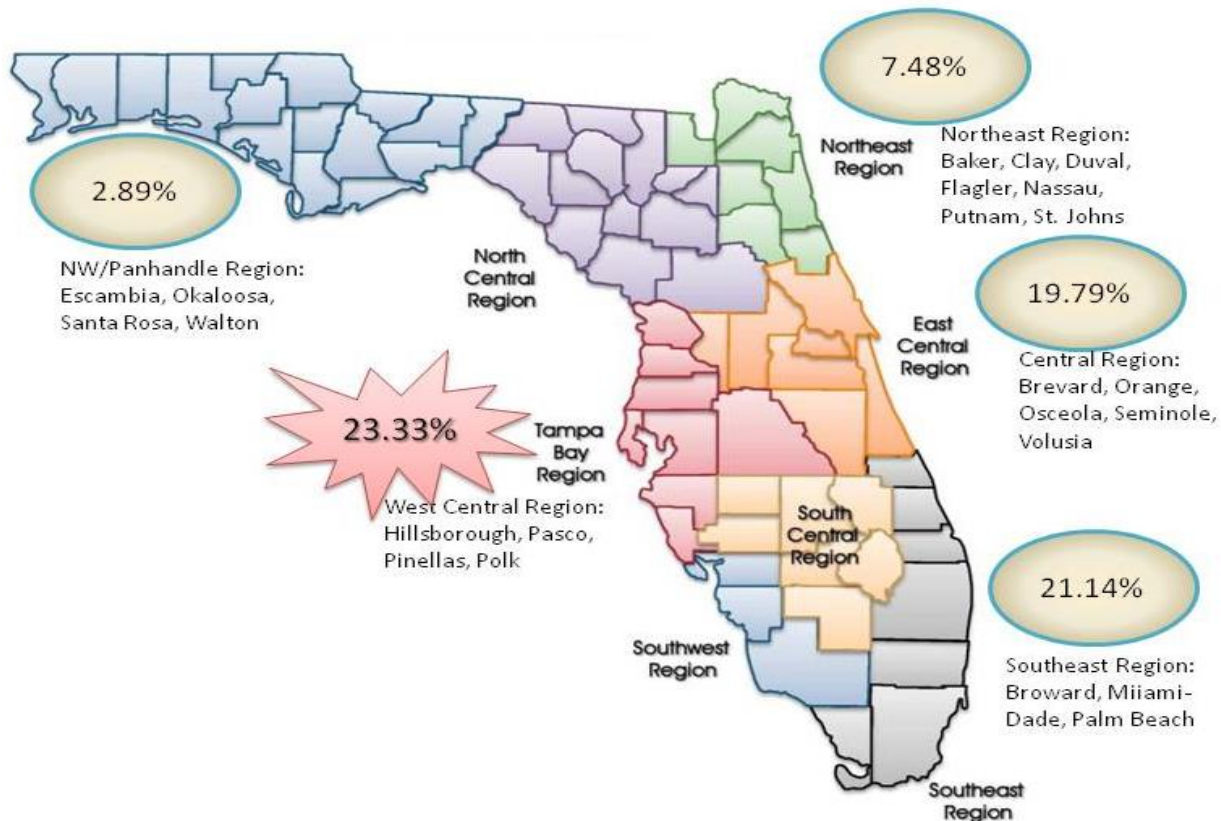 7.48%
Northeast
Region
Northeast Region:
Baker, Clay, Duval,
Flagler, Nassau,
Putnam, St. Johns
2.89%
NW/Panhandle Region:
Escambia, Okaloosa,
Santa Rosa, Walton
North
Central
Region
19.79%
East
Central
Region
Central Region:
Brevard, Orange,
Osceola, Seminole,
Volusia
23.33%
Tampa
Bay
Region
West Central Region:
Hillsborough, Pasco,
Pinellas, Polk
South
Central
Region
21.14%
Southwest
Region
Southeast Region:
Broward, Miiami-
Dade, Palm Beach
Southeast
Region